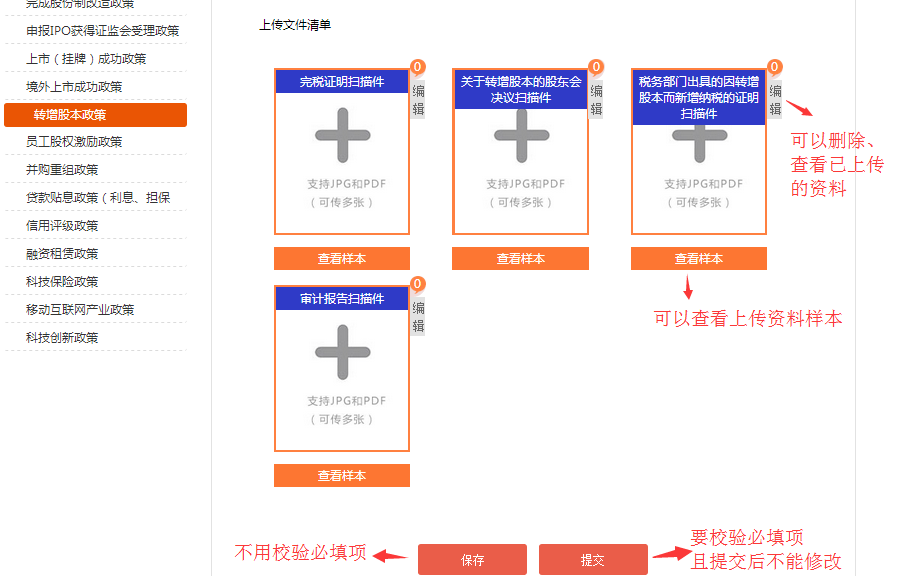 完成股份制改造政策
申报IPO获得证监会受理政策
上市（挂牌）成功政策
境外上市成功政策
转增股本政策
员工股权激励政策
并购重组政策
贷款贴息政策（利息、担保
信用评级政策
融资租赁政策
科技保险政策
移动互联网产业政策
科技创新政策
上传文件清单
完税证明扫描件
0
编
辑
支持JPG和PDF
（可传多张）
查看样本
关于转增股本的股东会
决议扫描件
0
编
辑
支持JPG和PDF
（可传多张）
查看样本
税务部门出具的因转增
股本而新增纳税的证明
扫描件
0
编
辑
支持JPG和PDF
（可传多张）
查看样本
可以删除、
查看已上传
的资料
可以查看上传资料样本
审计报告扫描件
0
编
辑
支持JPG和PDF
（可传多张）
查看样本
不用校验必填项
保存
提交
要校验必填项
且提交后不能修改